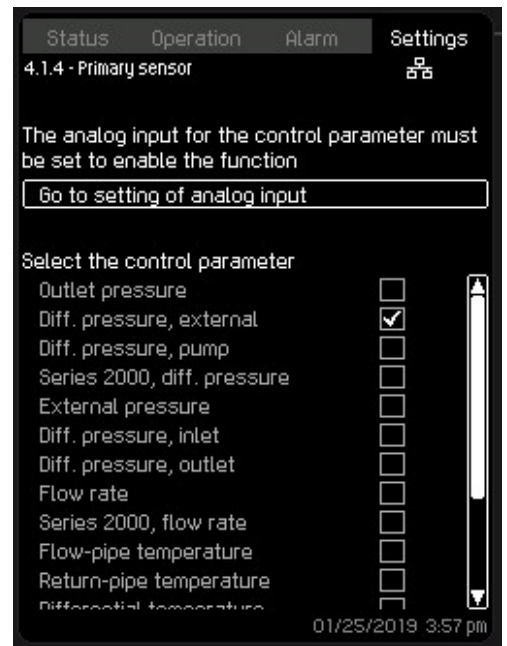 Status Operation Alarm Settings
4.1.4 - Primary sensor
The analog input for the control parameter must
be set to enable the function
Go to setting of analog input
Select the control parameter
Outlet pressure
Diff. pressure, external
Diff. pressure, pump
Series 2000, diff. pressure
External pressure
Diff. pressure, inlet
Diff. pressure, outlet
Flow rate
Series 2000, flow rate
Flow-pipe temperature
Return-pipe temperature
Differential temperature
01/25/2019 3:57 pm